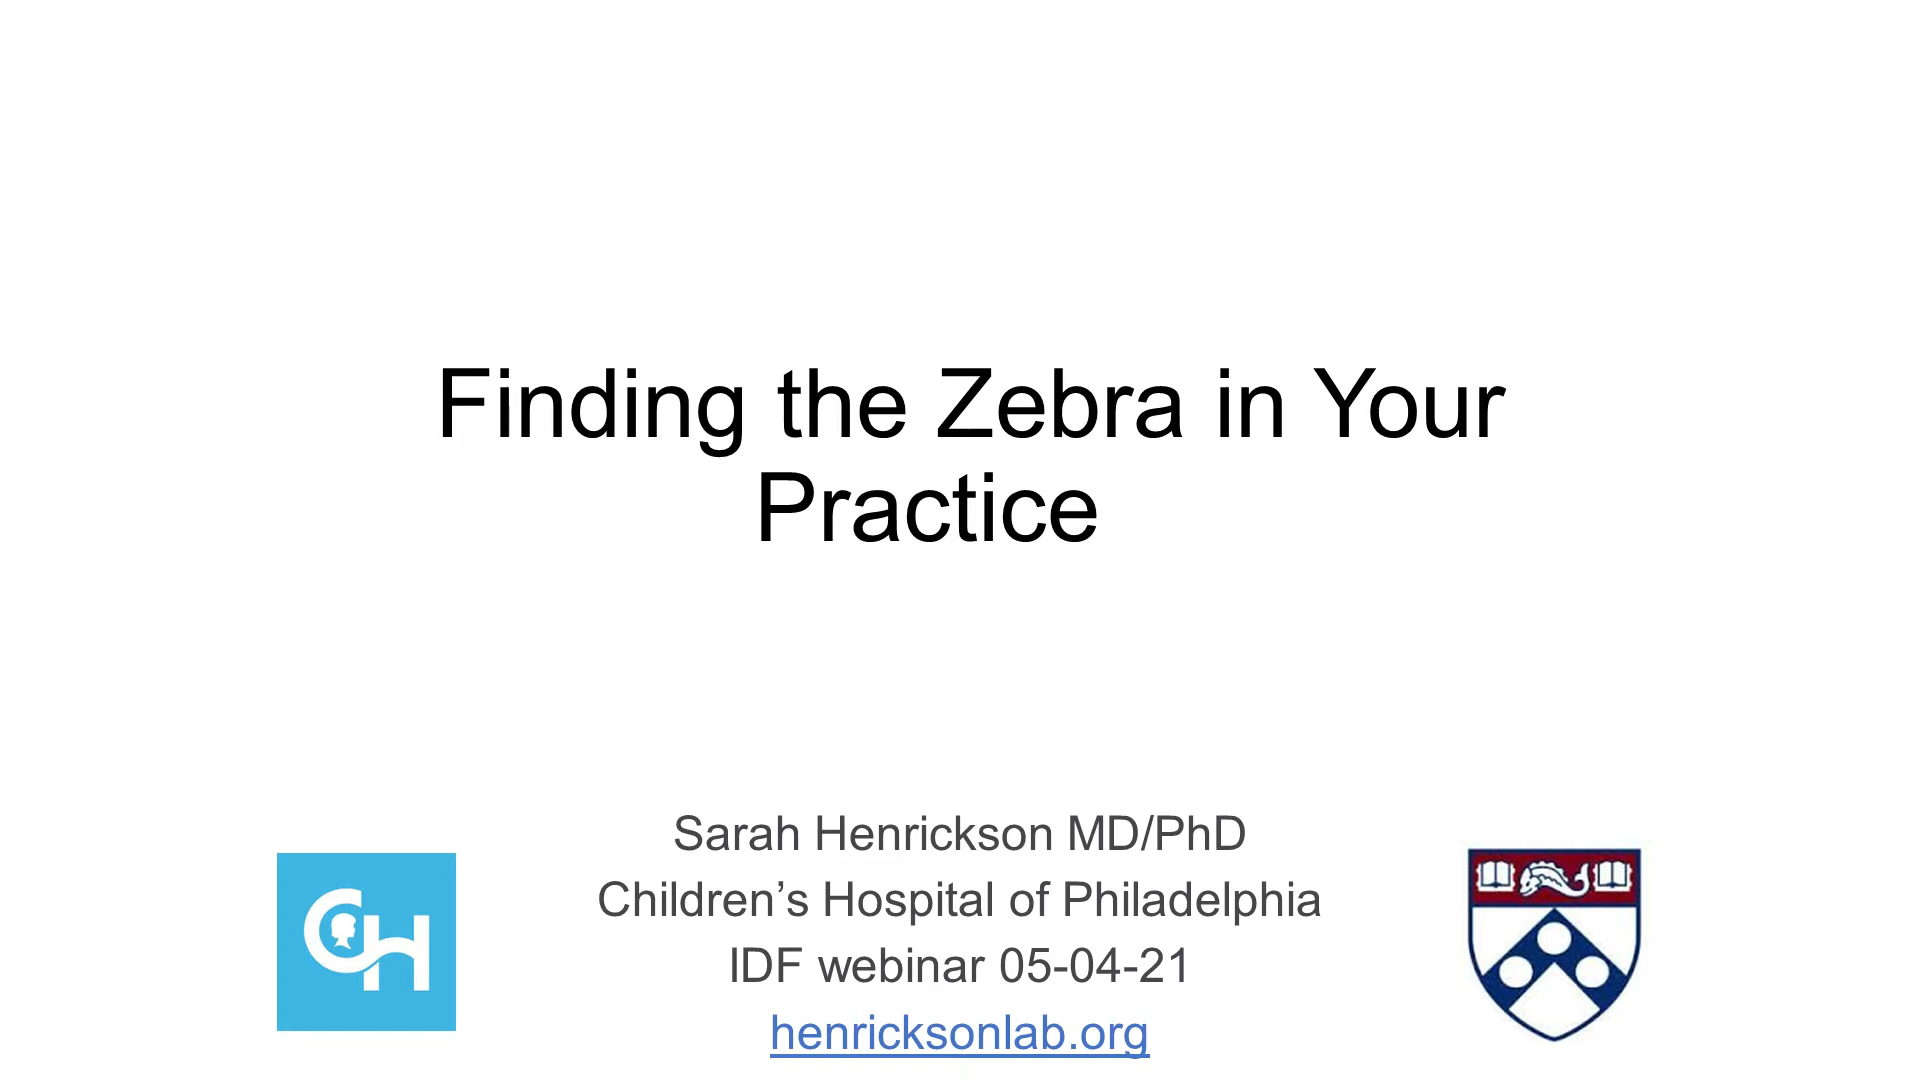 Finding the Zebra in Your
Practice
Sarah Henrickson MD/PhD
Children’s Hospital of Philadelphia
IDF webinar 05-04-21
henricksonlab.org
CH